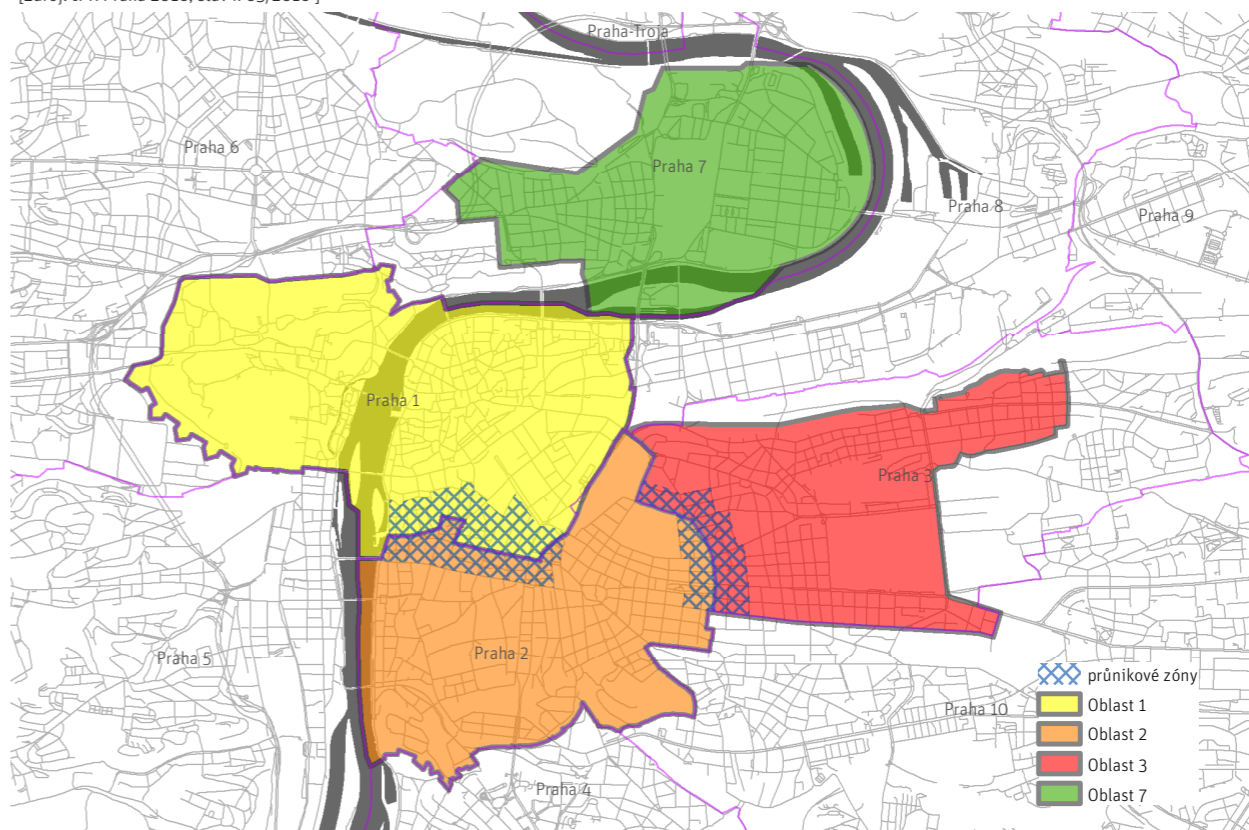 Praha-Troja
Praha 6
Praha 7
Praha 8
Praha 9
Praha 1
Praha 3
Praha 2
Praha 5
Praha 10
Praha 4
průnikové zóny
Oblast 1
Oblast 2
Oblast 3
Oblast 7